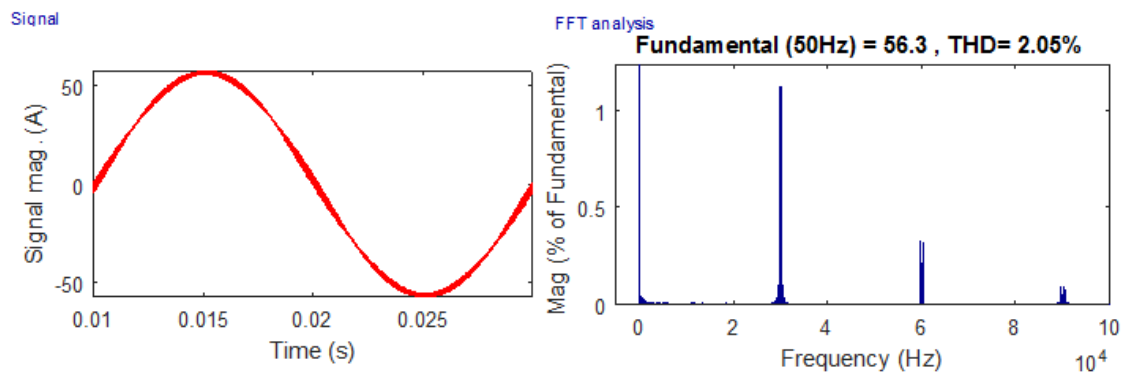 Signal
50
0
-50
Signal mag. (A)
0.01 0.015 0.02 0.025
Time (s)
FFT analysis
Fundamental (50Hz) = 56.3 , THD= 2.05%
1
0.5
0
Mag (% of Fundamental)
0 2 4 6 8 10
Frequency (Hz)
10^4